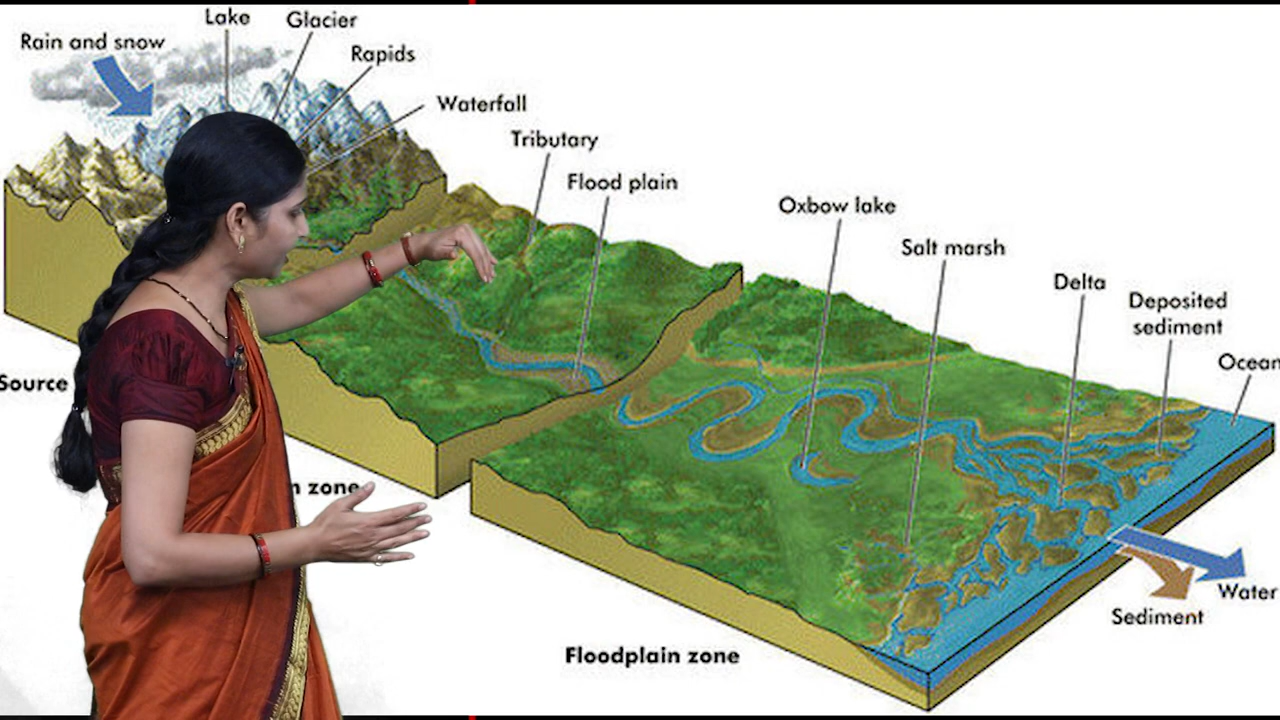 Lake
Glacier
Rain and snow
Rapids
Waterfall
Tributary
Flood plain
Oxbow lake
Salt marsh
Delta
Deposited
sediment
Ocean
Source
zone
Floodplain zone
Water
Sediment